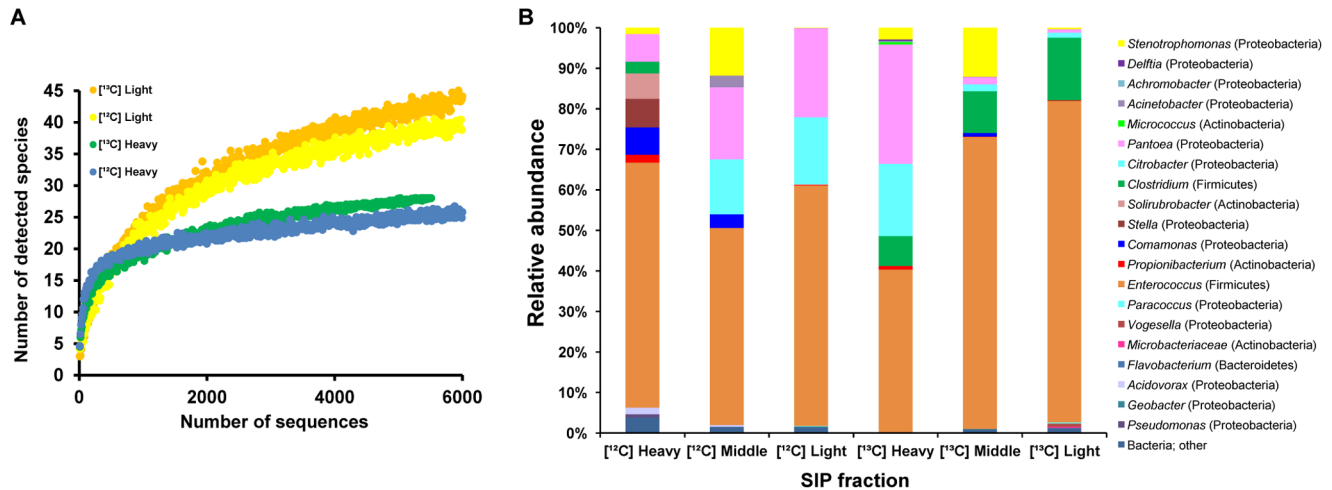 A
Number of detected species
45
40
35
30
25
20
15
10
5
0
[¹³C] Light
[¹²C] Light
[¹³C] Heavy
[¹²C] Heavy
0 2000 4000 6000
Number of sequences
B
Relative abundance
100%
90%
80%
70%
60%
50%
40%
30%
20%
10%
0%
[¹²C] Heavy [¹²C] Middle [¹²C] Light [¹³C] Heavy [¹³C] Middle [¹³C] Light
SIP fraction
Stenotrophomonas (Proteobacteria)
Delftia (Proteobacteria)
Achromobacter (Proteobacteria)
Acinetobacter (Proteobacteria)
Micrococcus (Actinobacteria)
Pantoea (Proteobacteria)
Citrobacter (Proteobacteria)
Clostridium (Firmicutes)
Solirubrobacter (Actinobacteria)
Stella (Proteobacteria)
Comamonas (Proteobacteria)
Propionibacterium (Actinobacteria)
Enterococcus (Firmicutes)
Paracoccus (Proteobacteria)
Vogesella (Proteobacteria)
Microbacteriaceae (Actinobacteria)
Flavobacterium (Bacteroidetes)
Acidovorax (Proteobacteria)
Geobacter (Proteobacteria)
Pseudomonas (Proteobacteria)
Bacteria; other